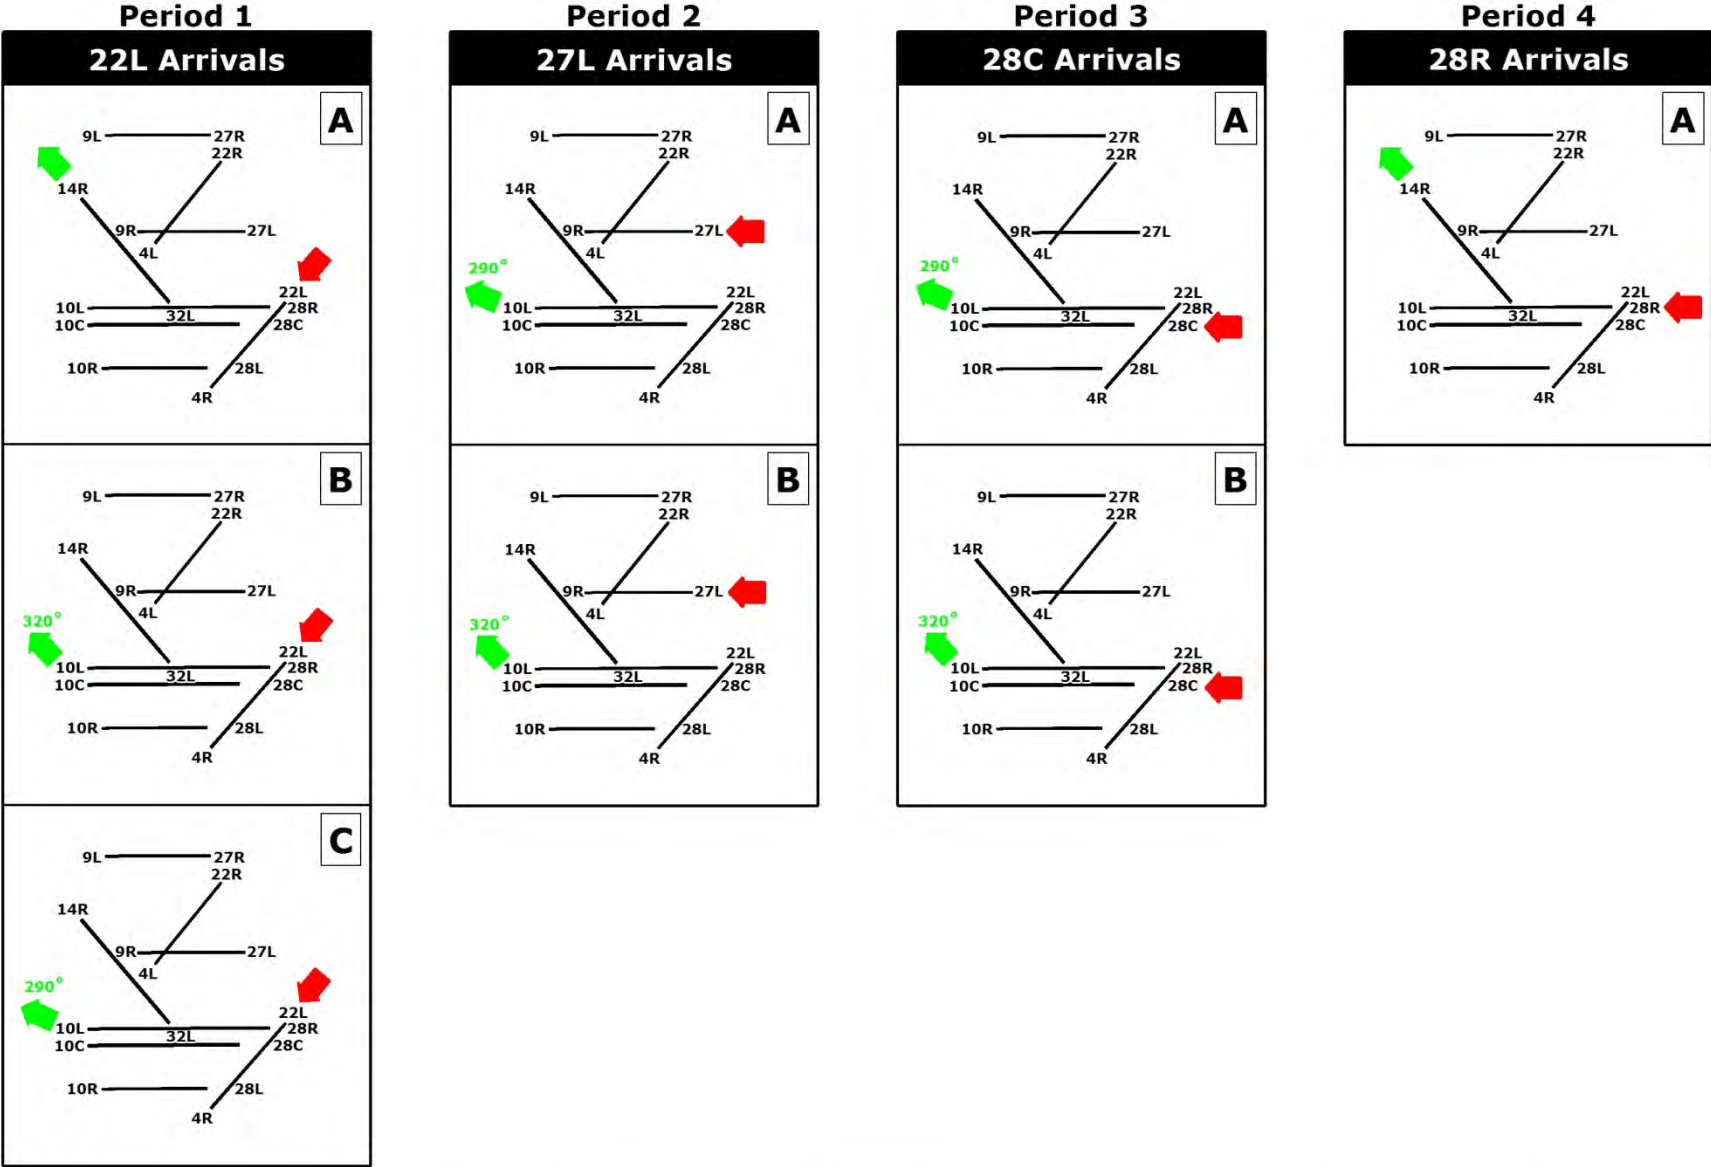 Period 1
22L Arrivals
A
9L 27R
22R
14R
9R 27L
4L
22L
10L 28R
32L
10C 28C
10R 28L
4R
B
9L 27R
22R
14R
9R 27L
4L
320°
22L
10L 28R
32L
10C 28C
10R 28L
4R
C
9L 27R
22R
14R
9R 27L
4L
290°
22L
10L 28R
32L
10C 28C
10R 28L
4R
Period 2
27L Arrivals
A
9L 27R
22R
14R
9R 27L
4L
290°
22L
10L 28R
32L
10C 28C
10R 28L
4R
B
9L 27R
22R
14R
9R 27L
4L
320°
22L
10L 28R
32L
10C 28C
10R 28L
4R
Period 3
28C Arrivals
A
9L 27R
22R
14R
9R 27L
4L
290°
22L
10L 28R
32L
10C 28C
10R 28L
4R
B
9L 27R
22R
14R
9R 27L
4L
320°
22L
10L 28R
32L
10C 28C
10R 28L
4R
Period 4
28R Arrivals
A
9L 27R
22R
14R
9R 27L
4L
22L
10L 28R
32L
10C 28C
10R 28L
4R